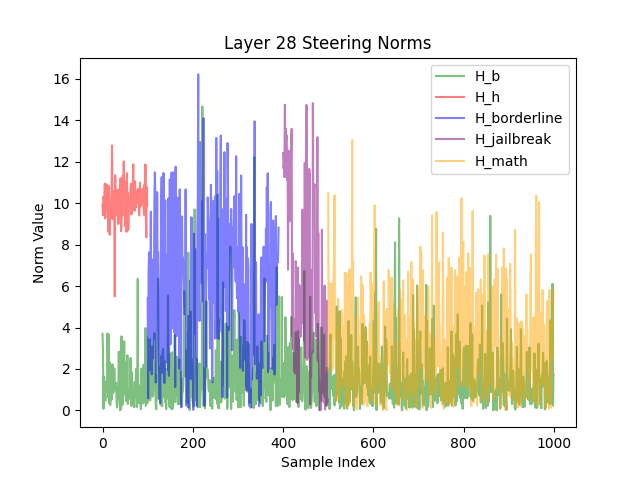 Layer 28 Steering Norms
16
14
12
10
8
6
4
2
0
Norm Value
H_b
H_h
H_borderline
H_jailbreak
H_math
0
200
400
600
800
1000
Sample Index